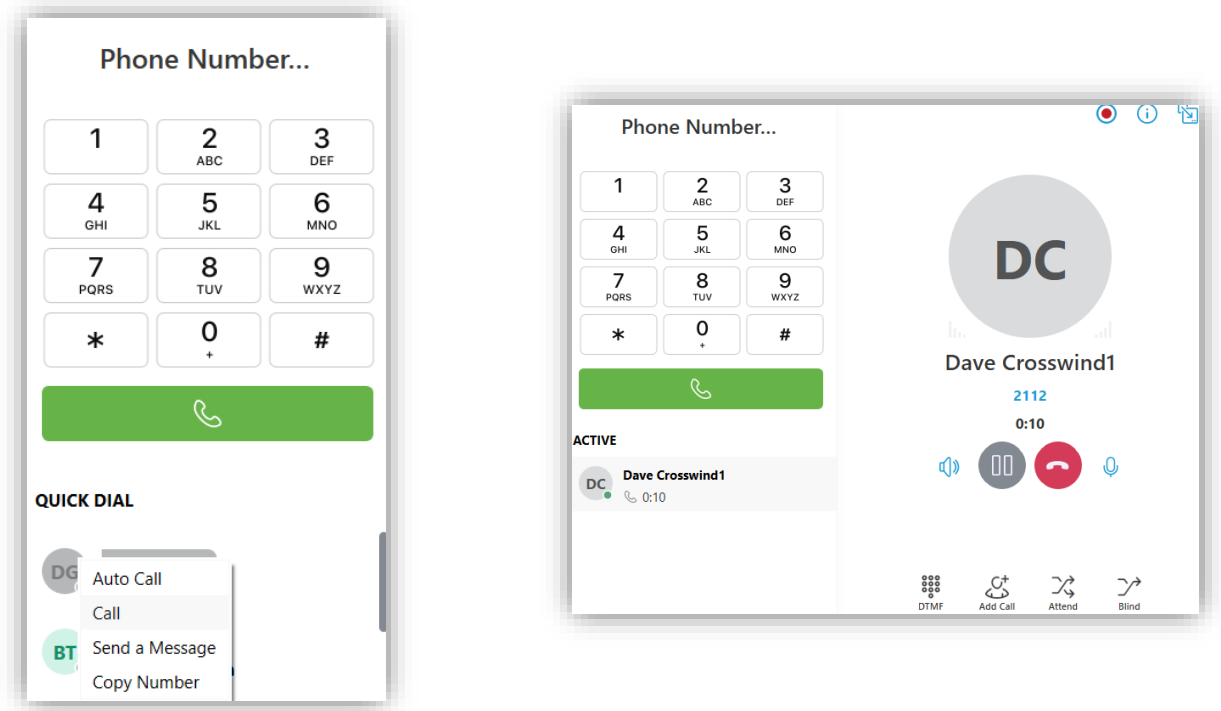 Phone Number...
1 2 3
ABC DEF
4 5 6
GHI JKL MNO
7 8 9
PQRS TUV WXYZ
* 0 #
+
QUICK DIAL
DG
Auto Call
Call
BT
Send a Message
Copy Number
Phone Number...
1 2 3
ABC DEF
4 5 6
GHI JKL MNO
7 8 9
PQRS TUV WXYZ
* 0 #
+
ACTIVE
DC
Dave Crosswind1
0:10
DC
Dave Crosswind1
2112
0:10
DTMF Add Call Attend Blind